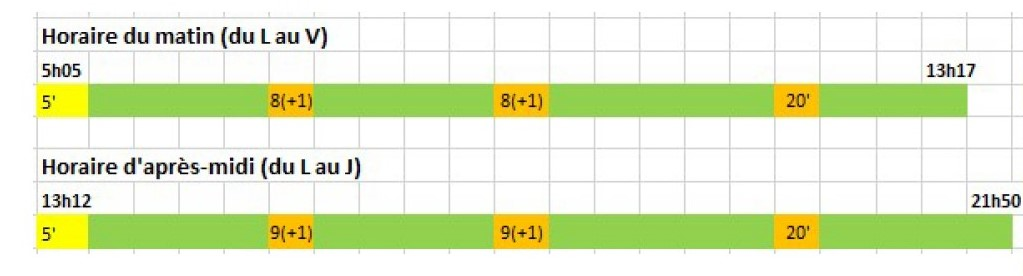 Horaire du matin (du L au V)
5h05 13h17
5' 8(+1) 8(+1) 20'
Horaire d'après-midi (du L au J)
13h12 21h50
5' 9(+1) 9(+1) 20'